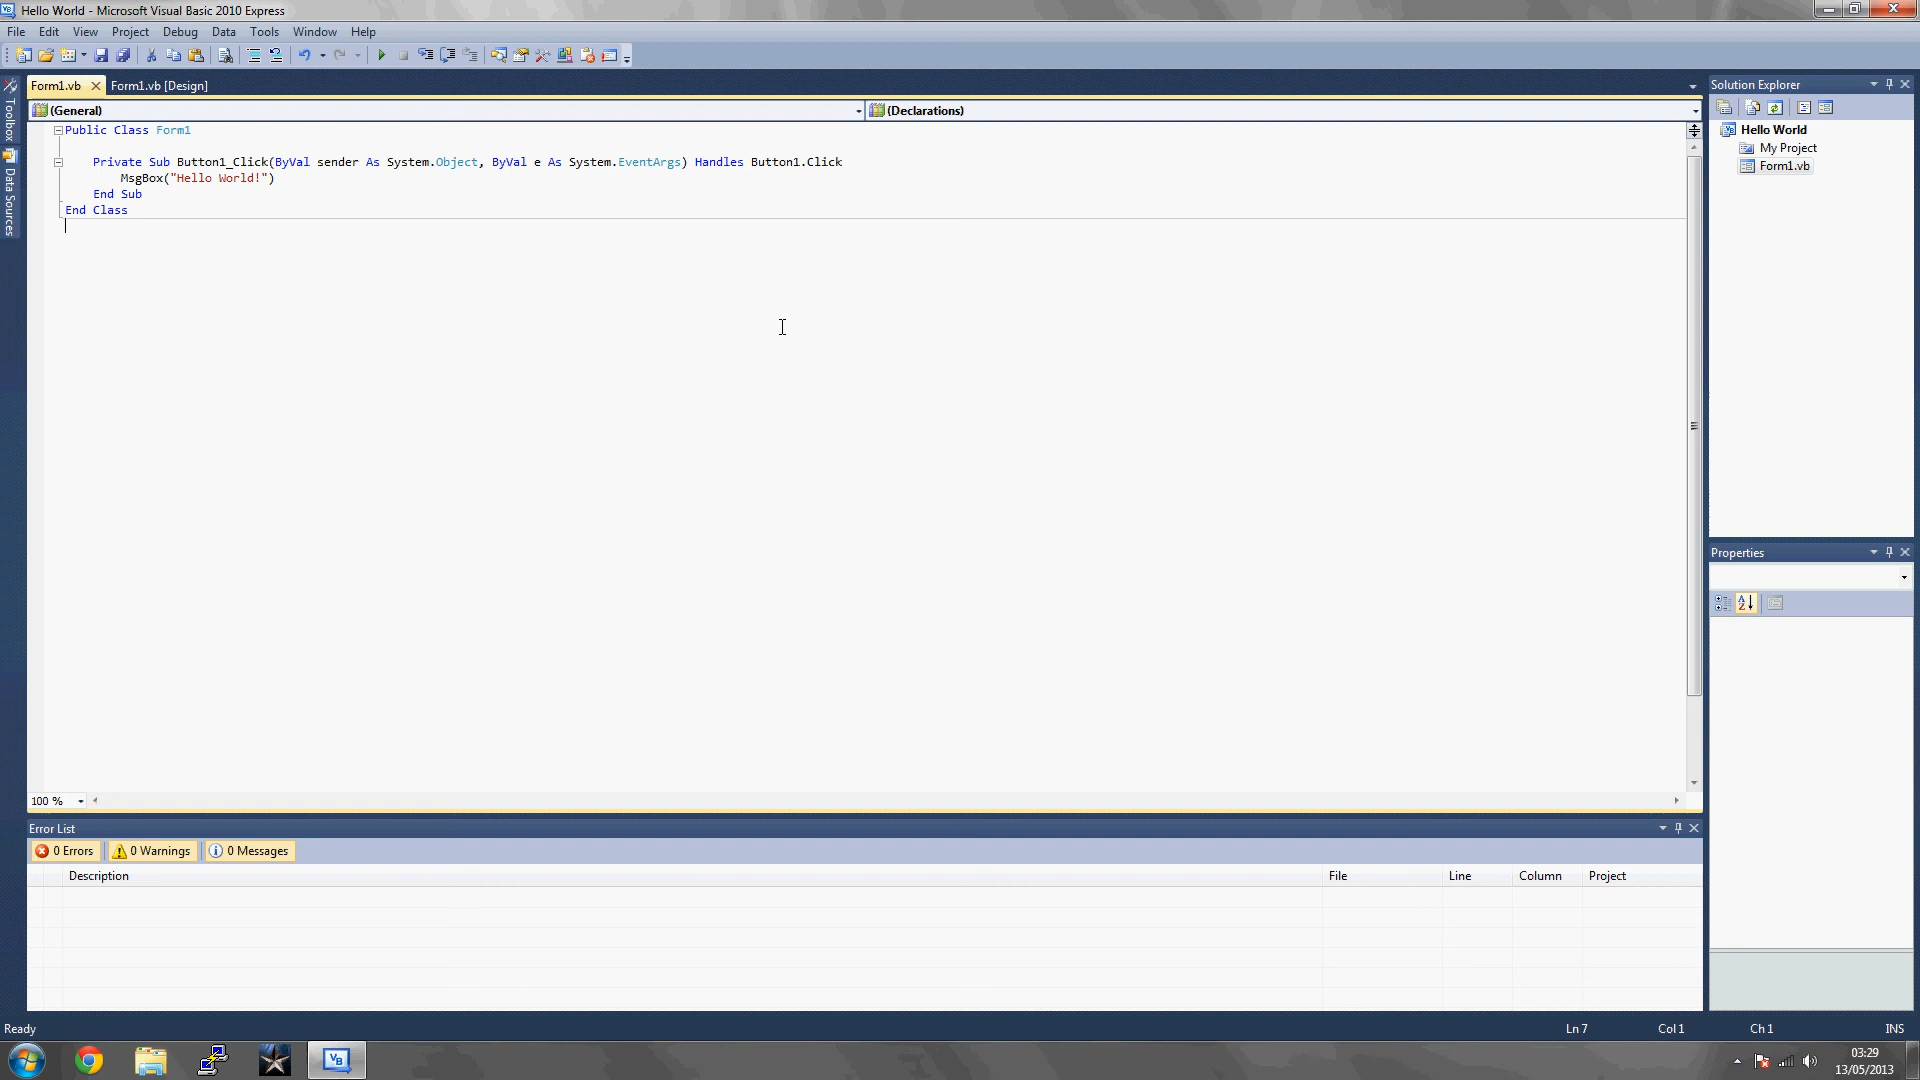 Hello World - Microsoft Visual Basic 2010 Express
File Edit View Project Debug Data Tools Window Help
Form1.vb Form1.vb [Design]
(General) (Declarations)
Toolbox
Data Sources
Public Class Form1
Private Sub Button1_Click(ByVal sender As System.Object, ByVal e As System.EventArgs) Handles Button1.Click
MsgBox("Hello World!")
End Sub
End Class
100 %
Solution Explorer
Hello World
My Project
Form1.vb
Properties
Error List
0 Errors 0 Warnings 0 Messages
Description File Line Column Project
Ready Ln 7 Col 1 Ch 1 INS
VB
03:29
13/05/2013